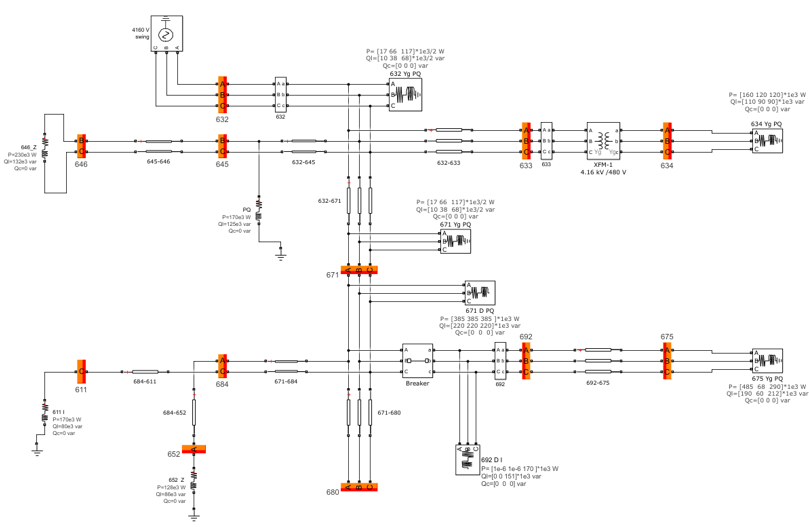 4160 V
swing
C B A
P= [17 66 117]*1e3/2 W
Ql=[10 38 68]*1e3/2 var
Qc=[0 0 0] var
632 Yg PQ
A
B
C
632
A a
B b
C c
632
A
B
C
P= [160 120 120]*1e3 W
Ql=[110 90 90]*1e3 var
Qc=[0 0 0] var
634 Yg PQ
A
B
C
646_Z
P=230e3 W
Ql=132e3 var
Qc=0 var
B
C
646
645-646
B
C
645
632-645
632-633
A
B
C
633
A a
B b
C c
633
A a
B b
C c
Yg Yg
XFM-1
4.16 kV /480 V
A
B
C
634
PQ
P=170e3 W
Ql=125e3 var
Qc=0 var
632-671
P= [17 66 117]*1e3/2 W
Ql=[10 38 68]*1e3/2 var
Qc=[0 0 0] var
A
B
C
671 Yg PQ
671
A B C
A
B
C
671 D PQ
P= [385 385 385 ]*1e3 W
Ql=[220 220 220]*1e3 var
Qc=[0 0 0] var
C
611
684-611
A
C
684
671-684
A a
B b
C c
Breaker
A a
B b
C c
692
692
A
B
C
692-675
675
A
B
C
A
B
C
675 Yg PQ
P= [485 68 290]*1e3 W
Ql=[190 60 212]*1e3 var
Qc=[0 0 0] var
611 I
P=170e3 W
Ql=80e3 var
Qc=0 var
684-652
652
A
652 Z
P=128e3 W
Ql=86e3 var
Qc=0 var
671-680
680
A B C
A B C
692 D I
P= [1e-6 1e-6 170 ]*1e3 W
Ql=[0 0 151]*1e3 var
Qc=[0 0 0] var